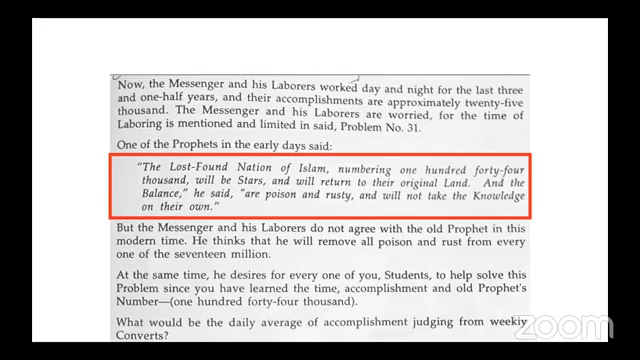 Now, the Messenger and his Laborers worked day and night for the last three
and one-half years, and their accomplishments are approximately twenty-five
thousand. The Messenger and his Laborers are worried, for the time of
Laboring is mentioned and limited in said, Problem No. 31.
One of the Prophets in the early days said:
"The Lost-Found Nation of Islam, numbering one hundred forty-four
thousand, will be Stars, and will return to their original Land. And the
Balance," he said, "are poison and rusty, and will not take the Knowledge
on their own."
But the Messenger and his Laborers do not agree with the old Prophet in this
modern time. He thinks that he will remove all poison and rust from every
one of the seventeen million.
At the same time, he desires for every one of you, Students, to help solve this
Problem since you have learned the time, accomplishment and old Prophet's
Number—(one hundred forty-four thousand).
What would be the daily average of accomplishment judging from weekly
Converts?
zoom